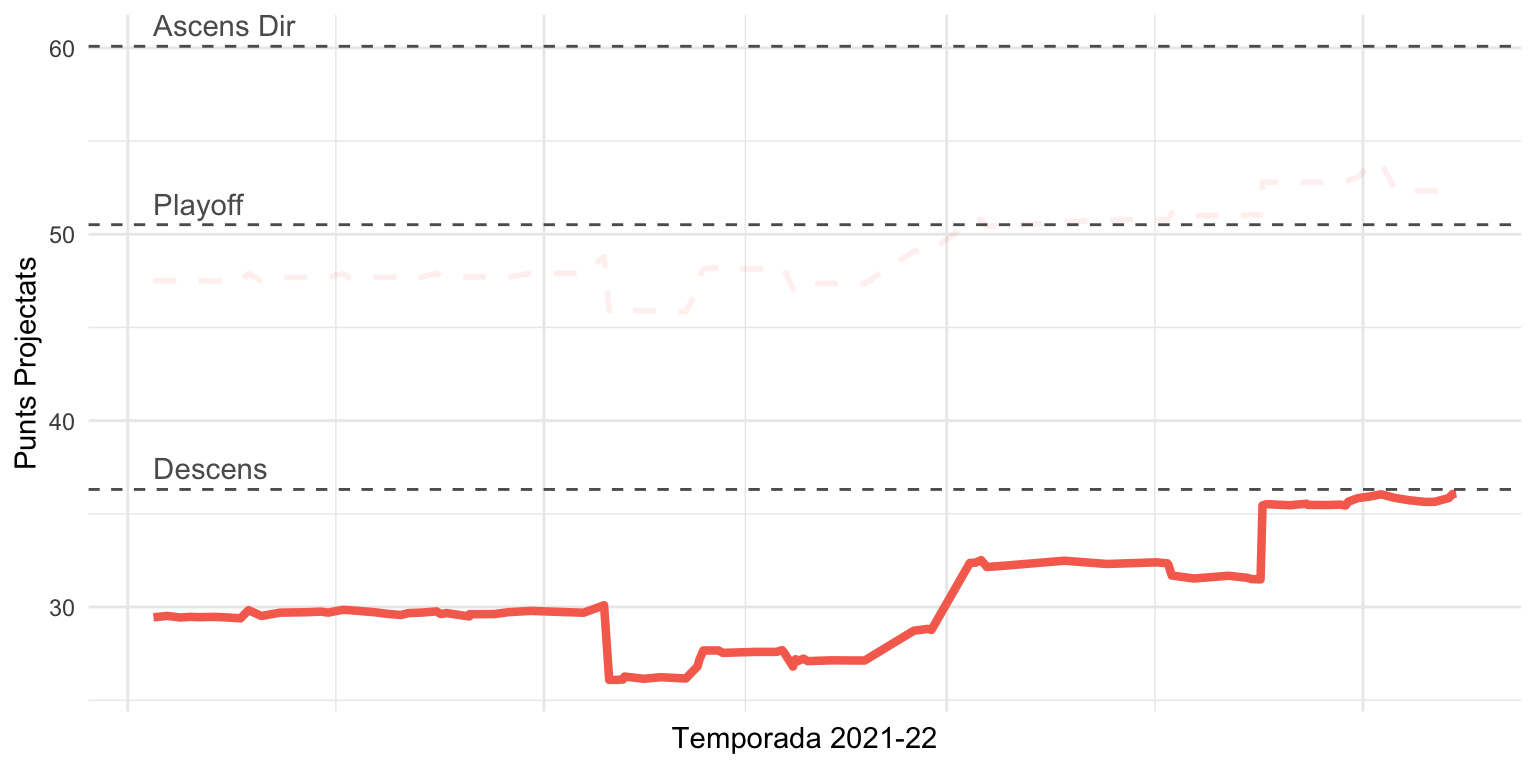 Ascens Dir
60
Playoff
50
Punts Projectats
40
Descens
30
Temporada 2021-22